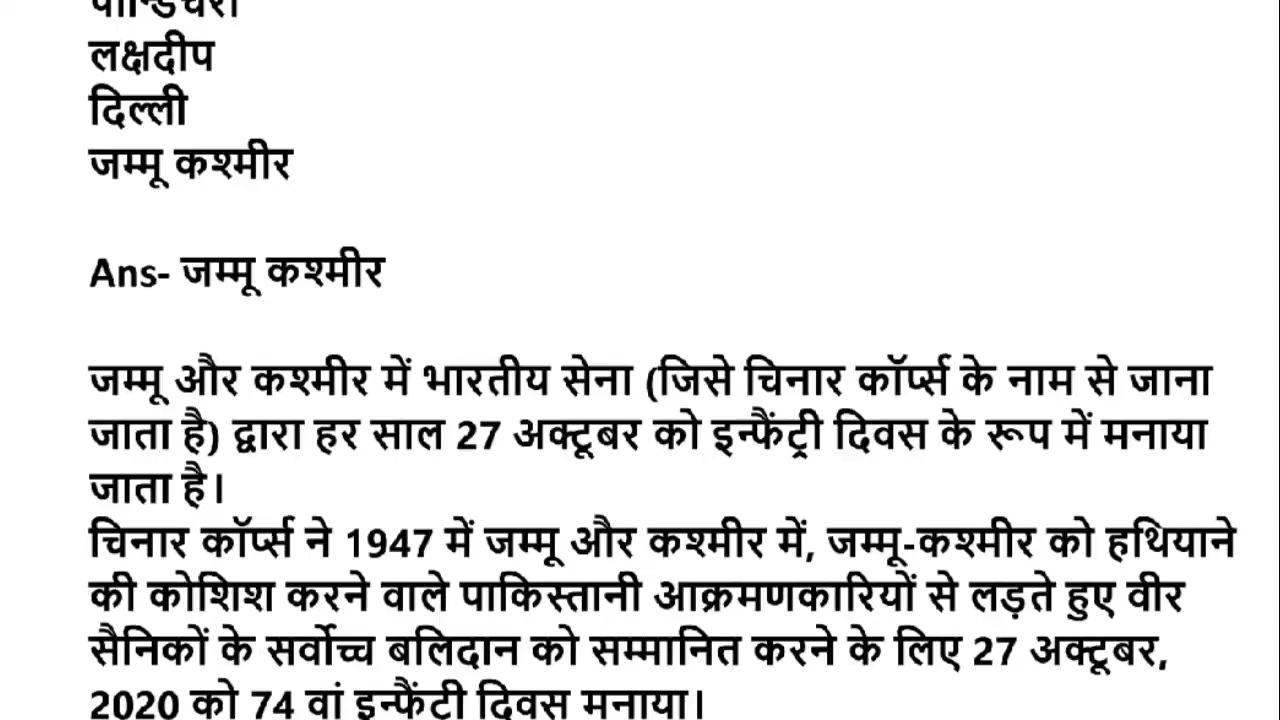 पान्डिचेरी
लक्षदीप
दिल्ली
जम्मू कश्मीर
Ans- जम्मू कश्मीर
जम्मू और कश्मीर में भारतीय सेना (जिसे चिनार कॉर्प्स के नाम से जाना
जाता है) द्वारा हर साल 27 अक्टूबर को इन्फैंट्री दिवस के रूप में मनाया
जाता है।
चिनार कॉर्प्स ने 1947 में जम्मू और कश्मीर में, जम्मू-कश्मीर को हथियाने
की कोशिश करने वाले पाकिस्तानी आक्रमणकारियों से लड़ते हुए वीर
सैनिकों के सर्वोच्च बलिदान को सम्मानित करने के लिए 27 अक्टूबर,
2020 को 74 वां इन्फैंट्री दिवस मनाया।